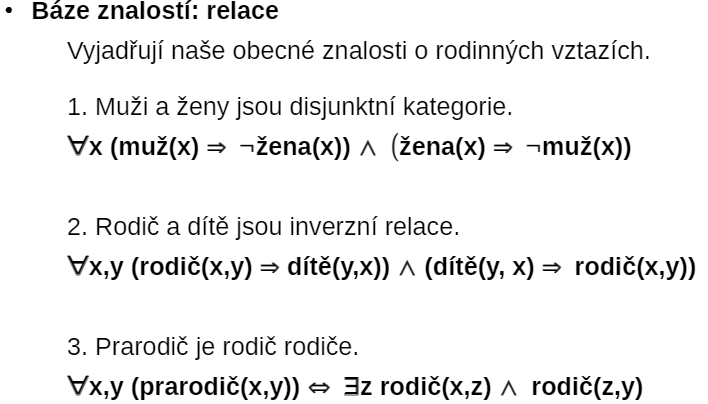 • Báze znalostí: relace
Vyjadřují naše obecné znalosti o rodinných vztazích.
1. Muži a ženy jsou disjunktní kategorie.
∀x (muž(x) ⇒ ¬žena(x)) ∧ (žena(x) ⇒ ¬muž(x))
2. Rodič a dítě jsou inverzní relace.
∀x,y (rodič(x,y) ⇒ dítě(y,x)) ∧ (dítě(y, x) ⇒ rodič(x,y))
3. Prarodič je rodič rodiče.
∀x,y (prarodič(x,y)) ⇔ ∃z rodič(x,z) ∧ rodič(z,y)